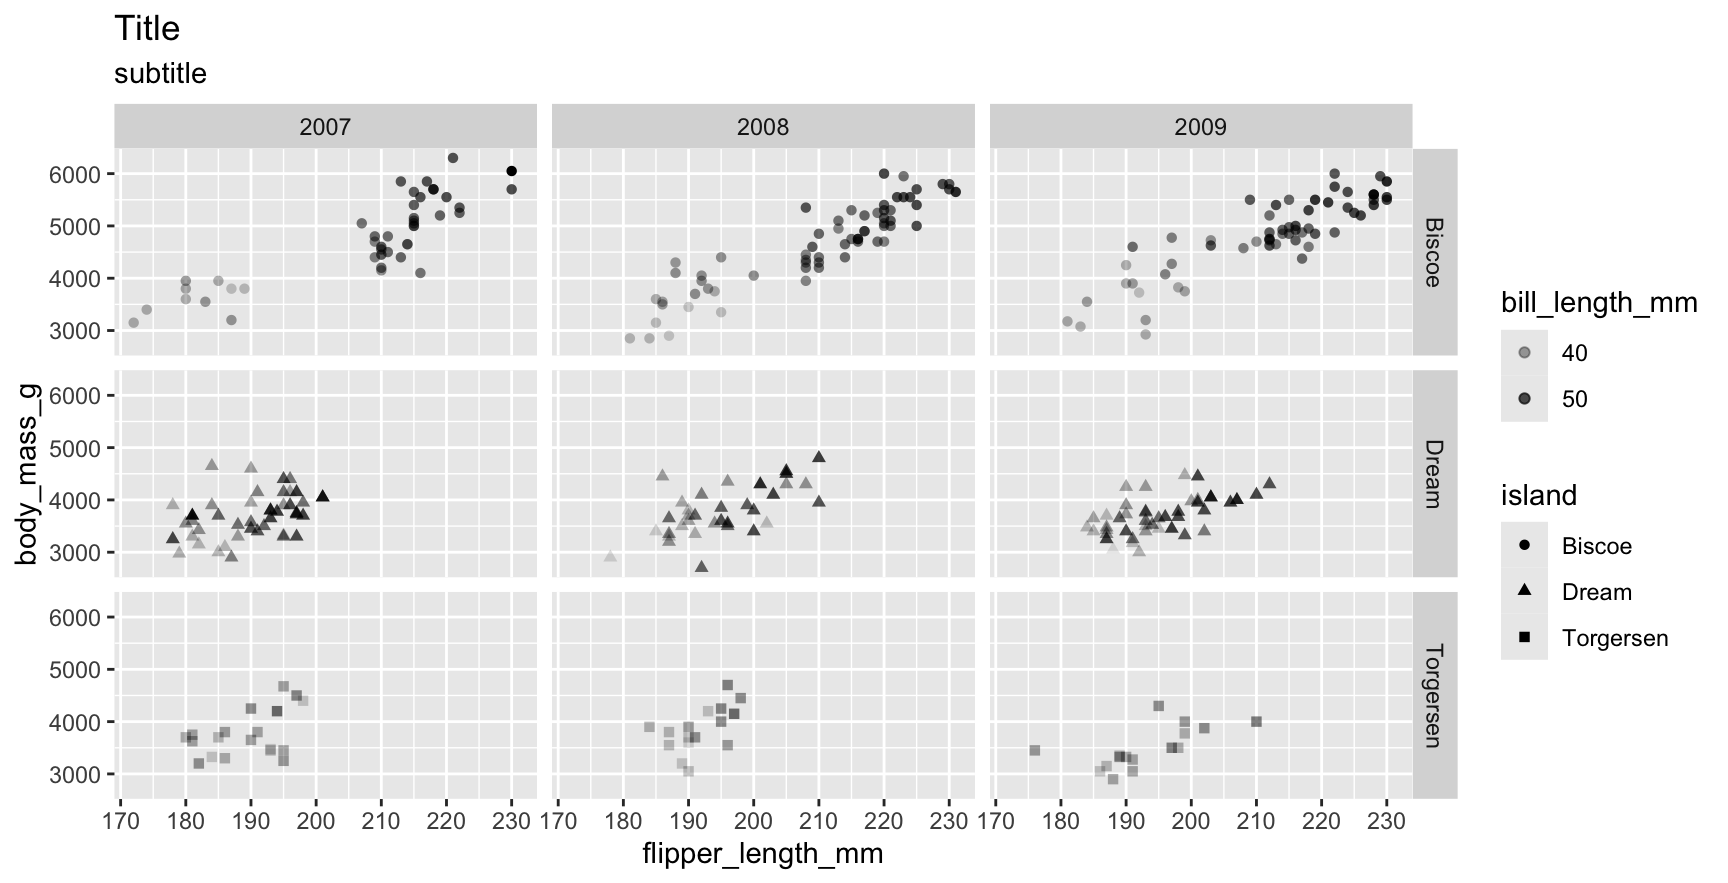 Title
subtitle
2007 2008 2009
6000
5000
4000
3000
Biscoe
6000
5000
4000
3000
Dream
6000
5000
4000
3000
Torgersen
body_mass_g
170 180 190 200 210 220 230 170 180 190 200 210 220 230 170 180 190 200 210 220 230
flipper_length_mm
bill_length_mm
40
50
island
Biscoe
Dream
Torgersen